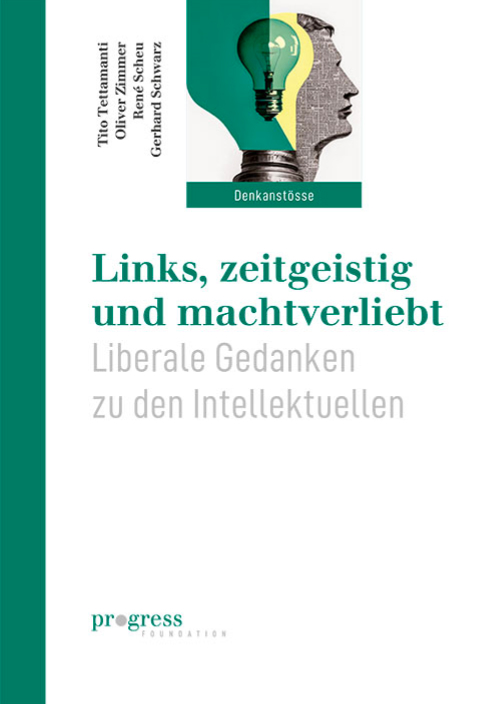 Tito Tettamanti
Oliver Zimmer
René Scheu
Gerhard Schwarz
Denkanstösse
Links, zeitgeistig
und machtverliebt
Liberale Gedanken
zu den Intellektuellen
progress
FOUNDATION